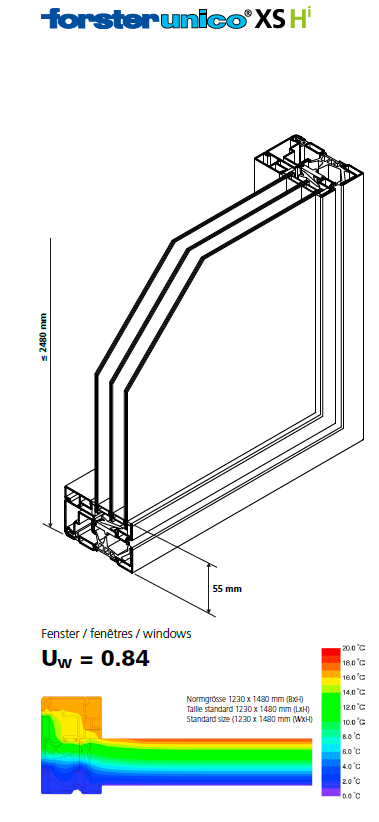 forster unico® XS Hi
≤ 2480 mm
55 mm
Fenster / fenêtres / windows
Uw = 0.84
Normgrösse 1230 x 1480 mm (BxH)
Taille standard 1230 x 1480 mm (LxH)
Standard size (1230 x 1480 mm (WxH)
20.0 °C
18.0 °C
16.0 °C
14.0 °C
12.0 °C
10.0 °C
8.0 °C
6.0 °C
4.0 °C
2.0 °C
0.0 °C